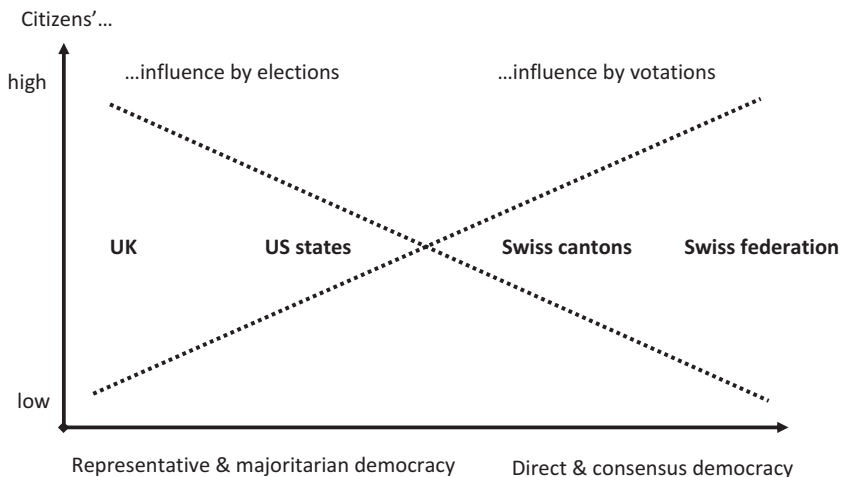 Citizens’…
…influence by elections
…influence by votations
high
UK
US states
Swiss cantons
Swiss federation
low
Representative & majoritarian democracy
Direct & consensus democracy